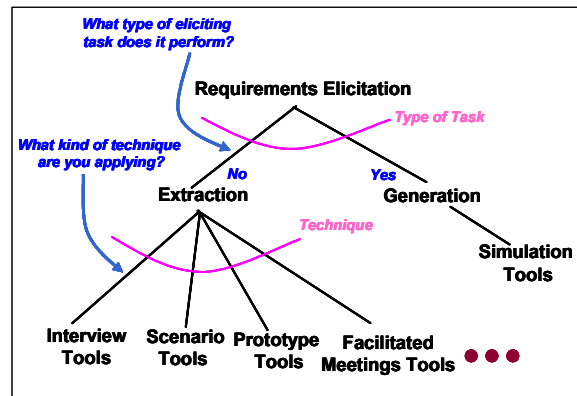 What type of eliciting
task does it perform?
Requirements Elicitation
Type of Task
What kind of technique
are you applying?
No
Yes
Extraction
Generation
Technique
Simulation
Tools
Interview
Tools
Scenario
Tools
Prototype
Tools
Facilitated
Meetings Tools